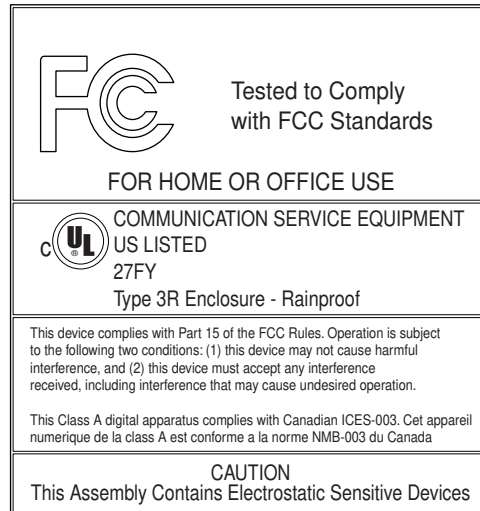 FC
Tested to Comply
with FCC Standards
FOR HOME OR OFFICE USE
COMMUNICATION SERVICE EQUIPMENT
C UL ® US LISTED
27FY
Type 3R Enclosure - Rainproof
This device complies with Part 15 of the FCC Rules. Operation is subject
to the following two conditions: (1) this device may not cause harmful
interference, and (2) this device must accept any interference
received, including interference that may cause undesired operation.
This Class A digital apparatus complies with Canadian ICES-003. Cet appareil
numerique de la class A est conforme a la norme NMB-003 du Canada
CAUTION
This Assembly Contains Electrostatic Sensitive Devices